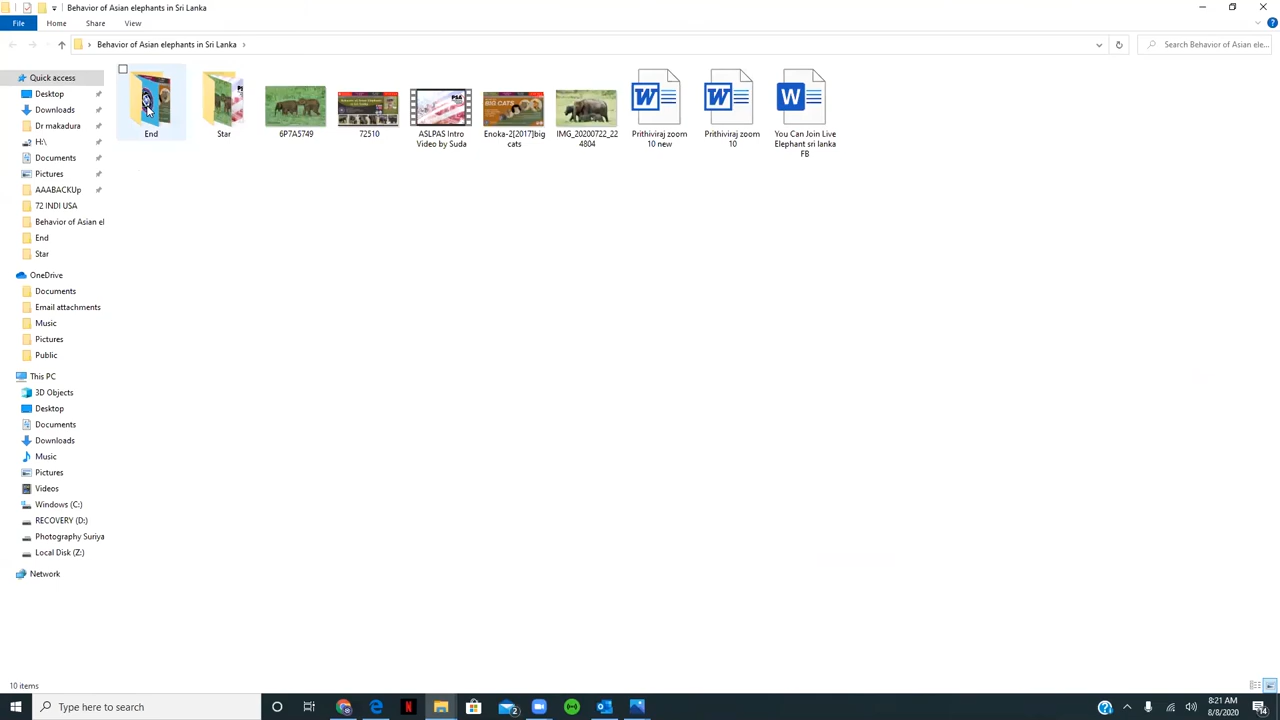 Behavior of Asian elephants in Sri Lanka
File
Home
Share
View
Behavior of Asian elephants in Sri Lanka
Search Behavior of Asian ele...
Quick access
Desktop
Downloads
Dr makadura
H:\
Documents
Pictures
AAABACKUp
72 INDI USA
Behavior of Asian el
End
Star
OneDrive
Documents
Email attachments
Music
Pictures
Public
This PC
3D Objects
Desktop
Documents
Downloads
Music
Pictures
Videos
Windows (C:)
RECOVERY (D:)
Photography Suriya
Local Disk (Z:)
Network
End
Star
6P7A5749
72510
PSA
ASLPAS Intro
Video by Suda
BIG CATS
Enoka-2[2017]big
cats
IMG_20200722_22
4804
Prithiviraj zoom
10 new
Prithiviraj zoom
10
You Can Join Live
Elephant sri lanka
FB
10 items
Type here to search
8:21 AM
8/8/2020